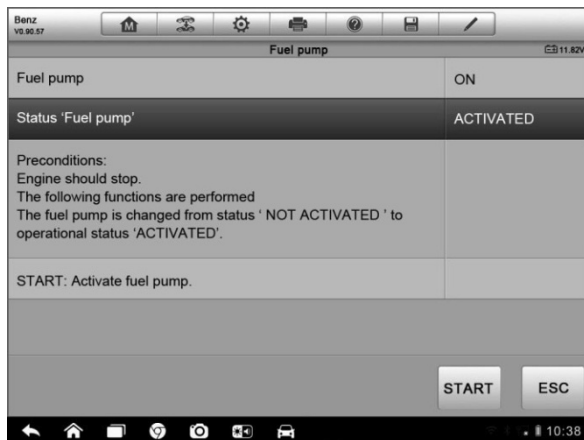 Benz
V0.90.57
Fuel pump
11.82V
Fuel pump ON
Status 'Fuel pump' ACTIVATED
Preconditions:
Engine should stop.
The following functions are performed
The fuel pump is changed from status ' NOT ACTIVATED ' to
operational status 'ACTIVATED'.
START: Activate fuel pump.
START ESC
10:38